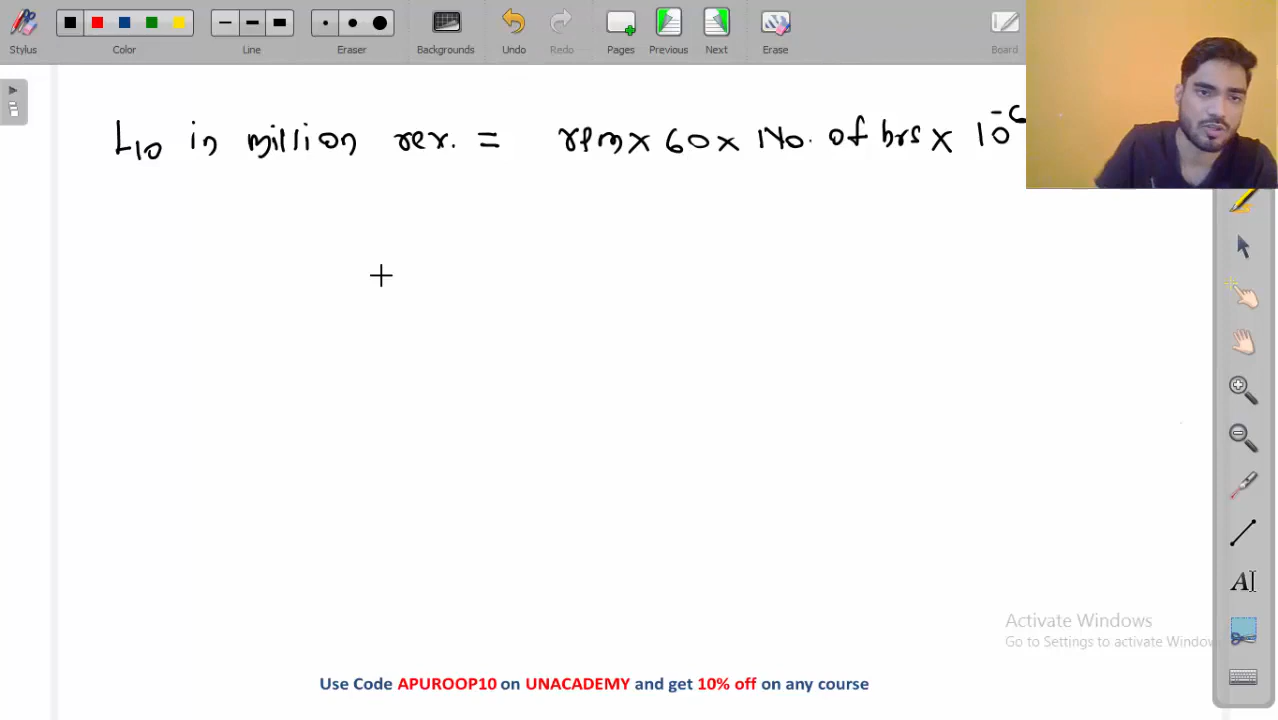 Stylus Color Line Eraser Backgrounds Undo Redo Pages Previous Next Erase Board
L10 in million rev. = rpm x 60 x No. of hrs x 10
Activate Windows
Go to Settings to activate Window
Use Code APUROOP10 on UNACADEMY and get 10% off on any course